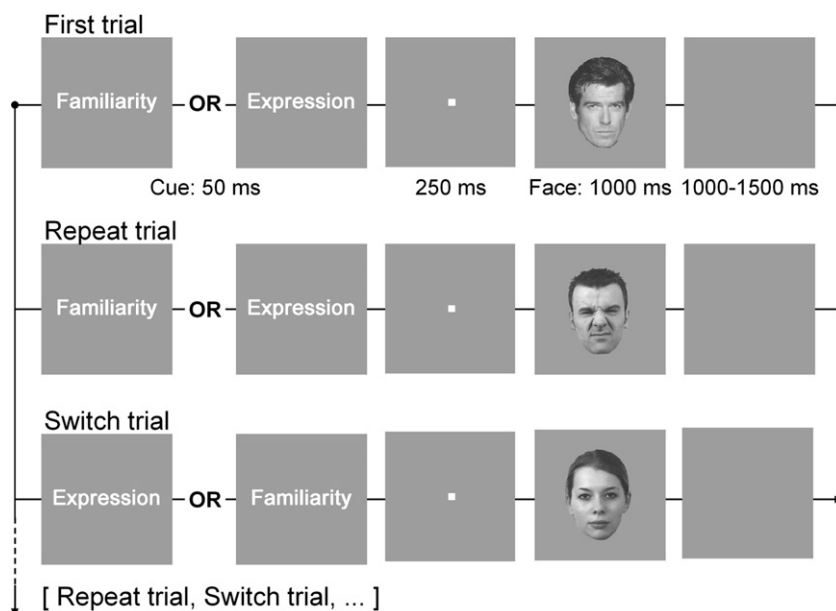 First trial
Familiarity OR Expression
Cue: 50 ms 250 ms Face: 1000 ms 1000-1500 ms
Repeat trial
Familiarity OR Expression
Switch trial
Expression OR Familiarity
[ Repeat trial, Switch trial, ... ]